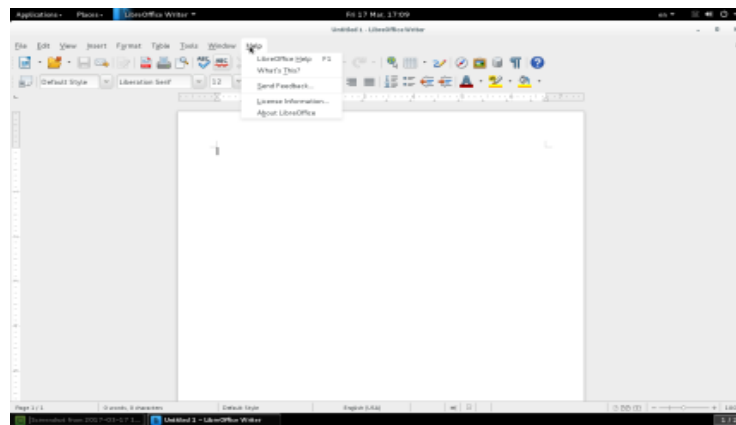 Applications Places LibreOffice Writer Fri 17 Mar, 17:09 en
Untitled 1 - LibreOffice Writer
File Edit View Insert Format Table Tools Window Help
LibreOffice Help F1
What's This?
Default Style Liberation Serif 12
Send Feedback...
License Information...
About LibreOffice
Page 1 / 1 0 words, 0 characters Default Style English (USA)
Untitled 1 - LibreOffice Writer